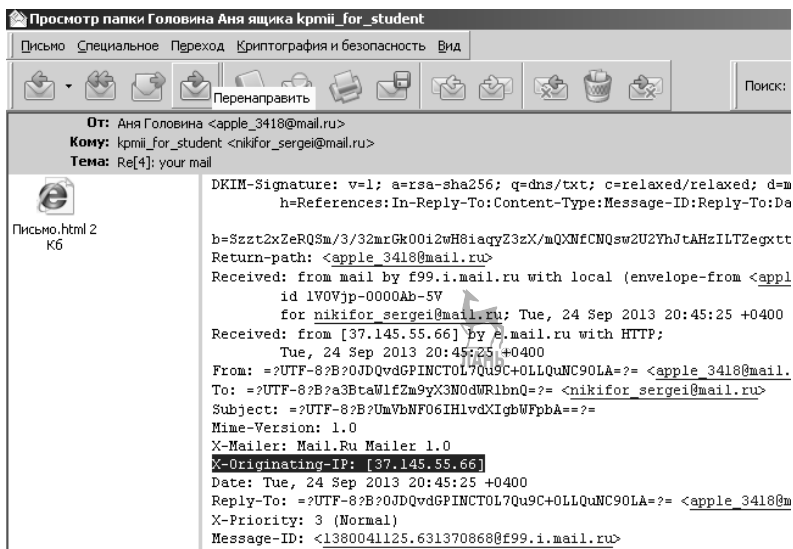 Просмотр папки Головина Аня ящика kpmii_for_student
Письмо Специальное Переход Криптография и безопасность Вид
Перенаправить
Поиск:
От: Аня Головина <apple_3418@mail.ru>
Кому: kpmii_for_student <nikifor_sergei@mail.ru>
Тема: Re[4]: your mail
Письмо.html 2
Кб
DKIM-Signature: v=1; a=rsa-sha256; q=dns/txt; c=relaxed/relaxed; d=m
h=References:In-Reply-To:Content-Type:Message-ID:Reply-To:Da
b=Szzt2xZeRQSm/3/32mrGk00i2wH8iaqyZ3zX/mQXNfCNQsw2U2YhJtAHzILTZegxtt
Return-path: <apple_3418@mail.ru>
Received: from mail by f99.i.mail.ru with local (envelope-from <appl
id 1VOVjp-0000Ab-5V
for nikifor_sergei@mail.ru; Tue, 24 Sep 2013 20:45:25 +0400
Received: from [37.145.55.66] by e.mail.ru with HTTP;
Tue, 24 Sep 2013 20:45:25 +0400
ЛАНЬ
From: =?UTF-8?B?0JDQvdGPINCT0L7Qu9C+0LLQuNC90LA=?= <apple_3418@mail.
To: =?UTF-8?B?a3BtaWlfZm9yX3N0dWRlbnQ=?= <nikifor_sergei@mail.ru>
Subject: =?UTF-8?B?UmVbNF06IHlvdXIgbWFpbA==?=
Mime-Version: 1.0
X-Mailer: Mail.Ru Mailer 1.0
X-Originating-IP: [37.145.55.66]
Date: Tue, 24 Sep 2013 20:45:25 +0400
Reply-To: =?UTF-8?B?0JDQvdGPINCT0L7Qu9C+0LLQuNC90LA=?= <apple_3418@m
X-Priority: 3 (Normal)
Message-ID: <1380041125.631370868@f99.i.mail.ru>